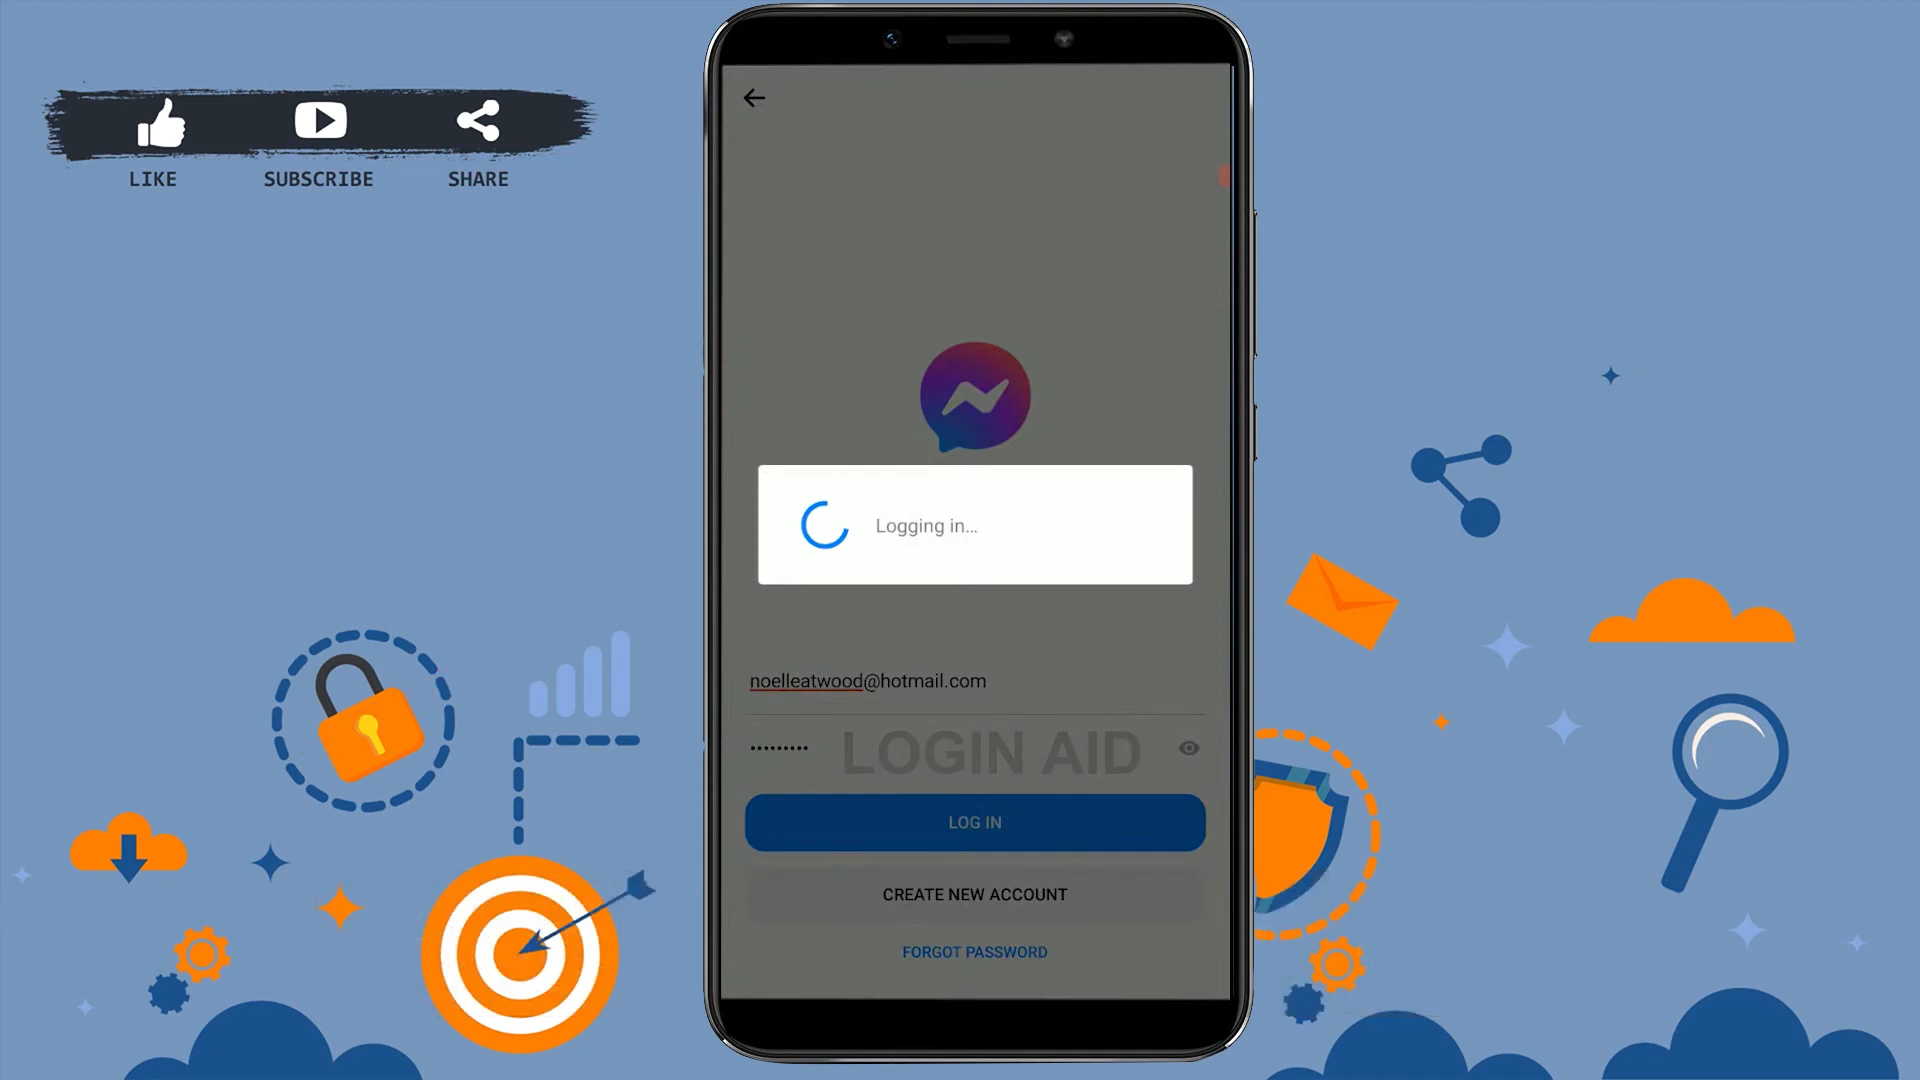 LIKE SUBSCRIBE SHARE
Logging in...
noelleatwood@hotmail.com
•••••••••
LOGIN AID
LOG IN
CREATE NEW ACCOUNT
FORGOT PASSWORD